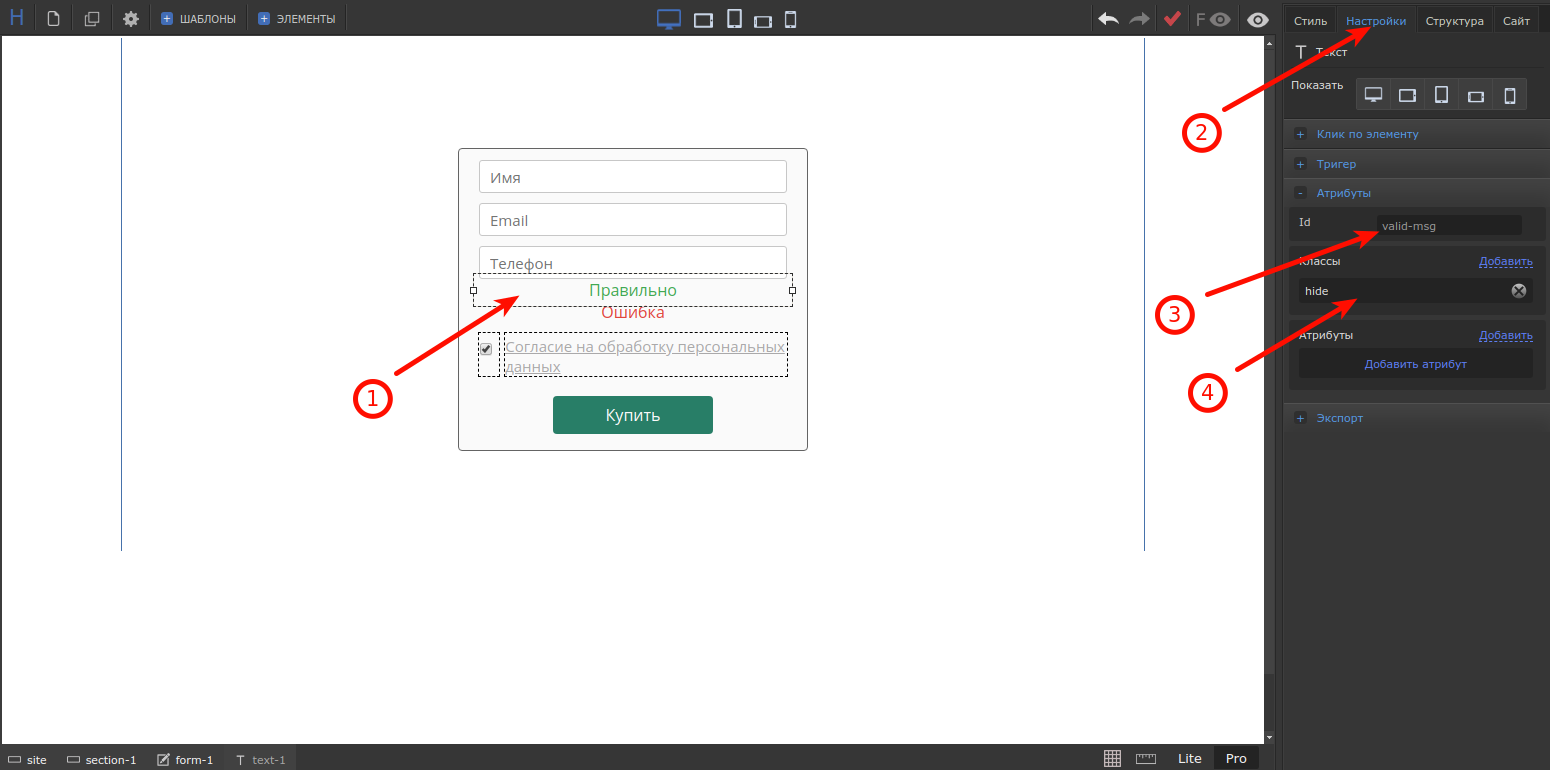 H
ШАБЛОНЫ
ЭЛЕМЕНТЫ
F
Стиль
Настройки
Структура
Сайт
Текст
Показать
2
Клик по элементу
Тригер
Атрибуты
Id
valid-msg
Классы
Добавить
hide
3
Атрибуты
Добавить
Добавить атрибут
4
Экспорт
Имя
Email
Телефон
Правильно
Ошибка
Согласие на обработку персональных
данных
1
Купить
site
section-1
form-1
text-1
Lite
Pro